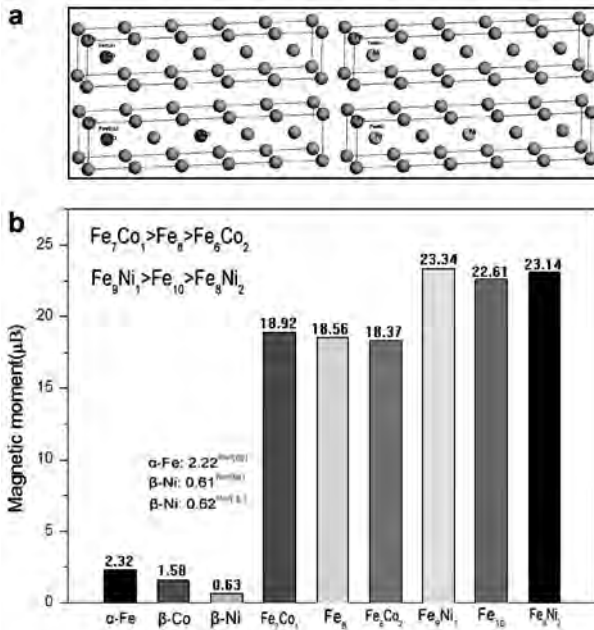 a
b
Fe₇Co₁>Fe₈>Fe₆Co₂
Fe₉Ni₁>Fe₁₀>Fe₈Ni₂
Magnetic moment(μB)
25
20
15
10
5
0
α-Fe: 2.22
β-Ni: 0.61
β-Ni: 0.62
2.32
1.58
0.63
18.92
18.56
18.37
23.34
22.61
23.14
α-Fe
β-Co
β-Ni
Fe₇Co₁
Fe₈
Fe₆Co₂
Fe₉Ni₁
Fe₁₀
Fe₈Ni₂